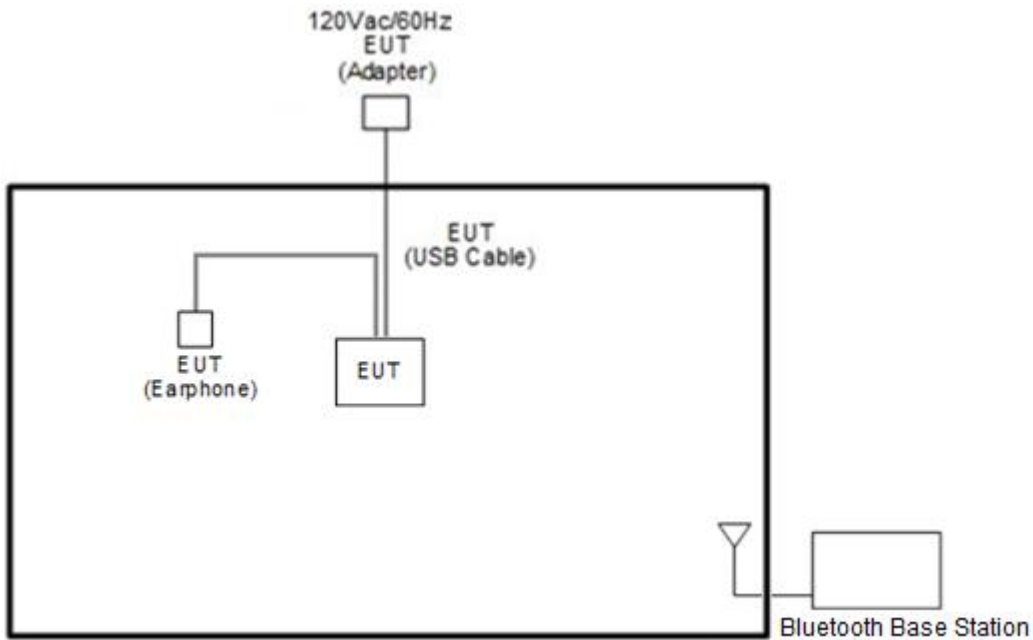 120Vac/60Hz
EUT
(Adapter)
EUT
(USB Cable)
EUT
(Earphone)
EUT
Bluetooth Base Station